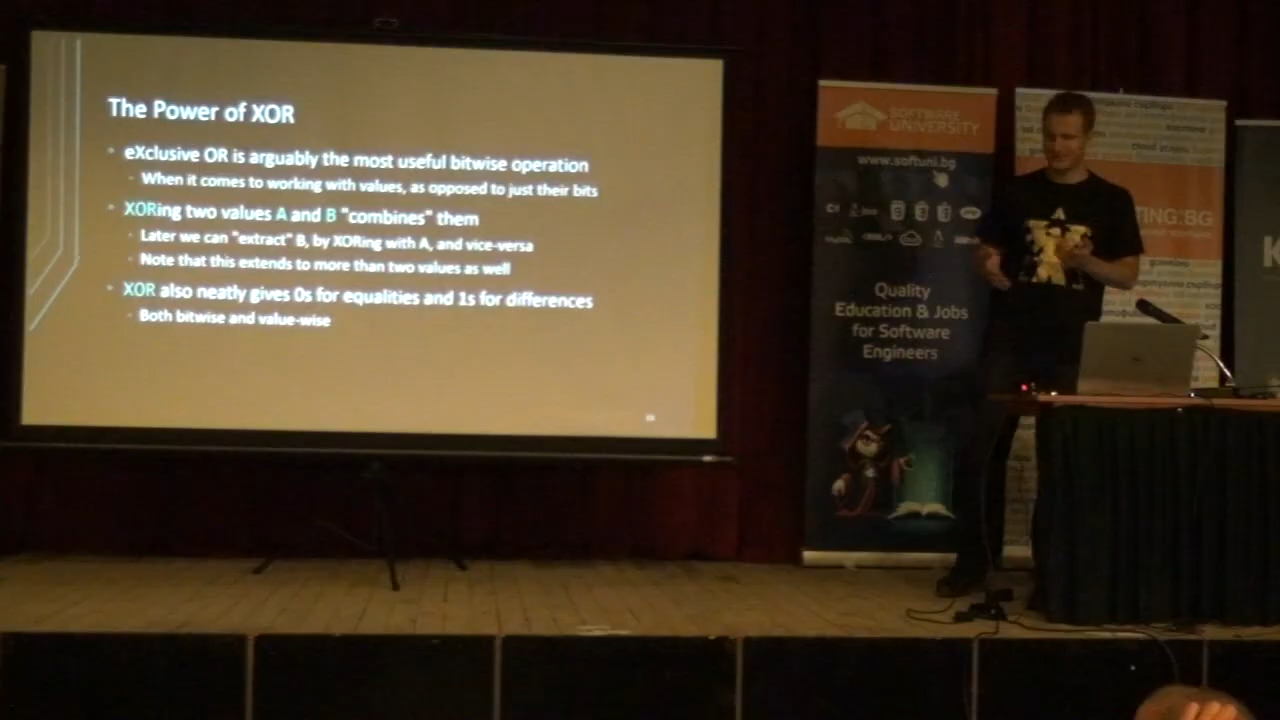 The Power of XOR
eXclusive OR is arguably the most useful bitwise operation
When it comes to working with values, as opposed to just their bits
XORing two values A and B "combines" them
Later we can "extract" B, by XORing with A, and vice-versa
Note that this extends to more than two values as well
XOR also neatly gives 0s for equalities and 1s for differences
Both bitwise and value-wise
SOFTWARE
UNIVERSITY
www.softuni.bg
Quality
Education & Jobs
for Software
Engineers
TING.BG
K